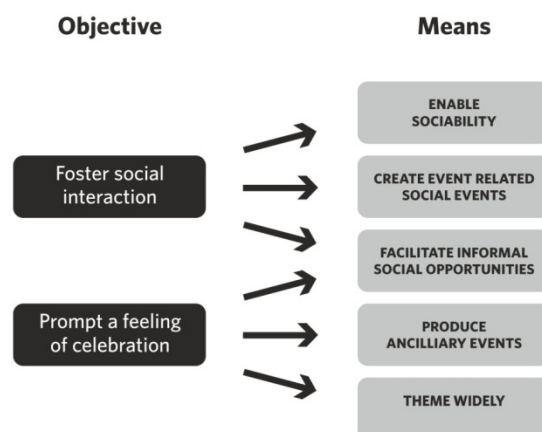 Objective
Means
ENABLE
SOCIABILITY
Foster social
interaction
CREATE EVENT RELATED
SOCIAL EVENTS
FACILITATE INFORMAL
SOCIAL OPPORTUNITIES
Prompt a feeling
of celebration
PRODUCE
ANCILLIARY EVENTS
THEME WIDELY